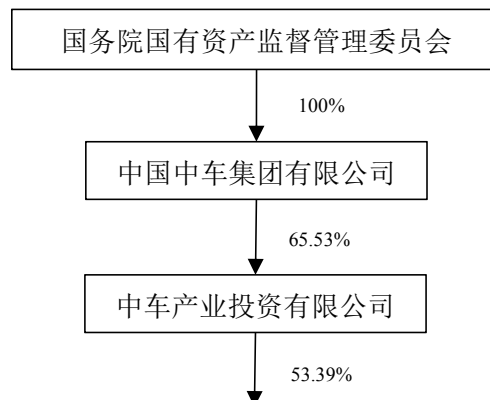 国务院国有资产监督管理委员会
100%
中国中车集团有限公司
65.53%
中车产业投资有限公司
53.39%